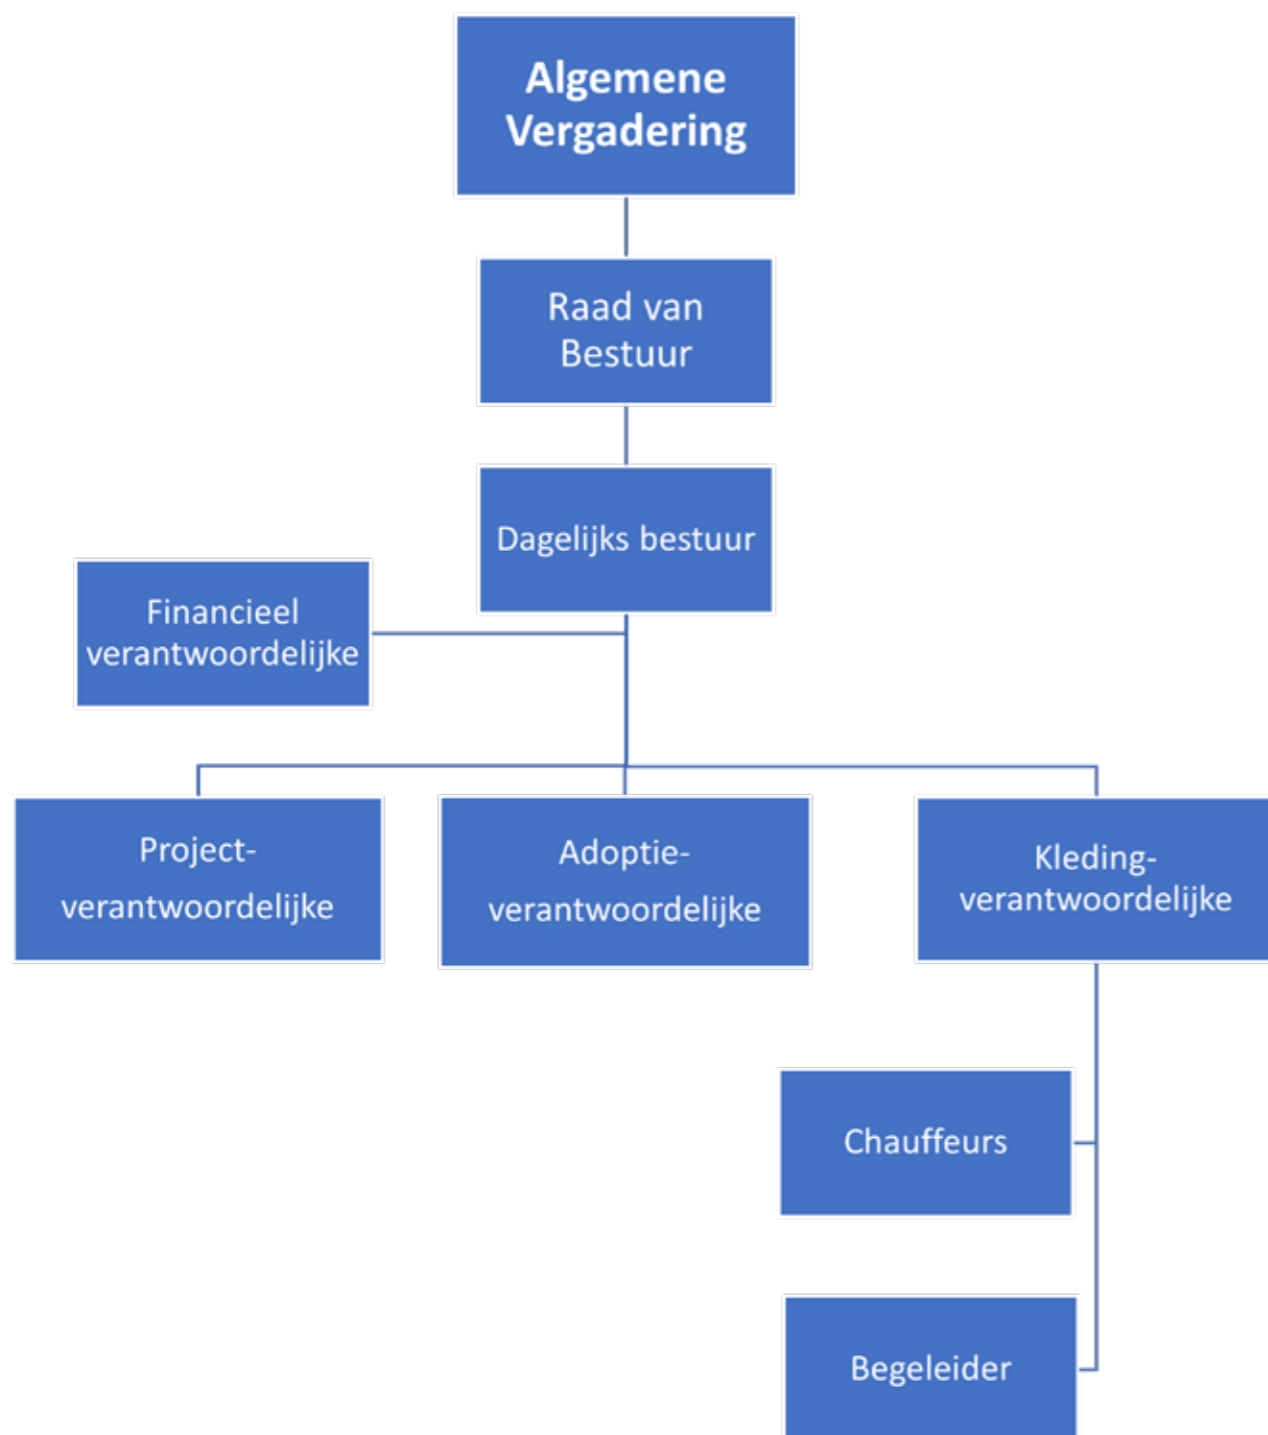 Algemene
Vergadering
Raad van
Bestuur
Dagelijks bestuur
Financieel
verantwoordelijke
Project-
verantwoordelijke
Adoptie-
verantwoordelijke
Kleding-
verantwoordelijke
Chauffeurs
Begeleider